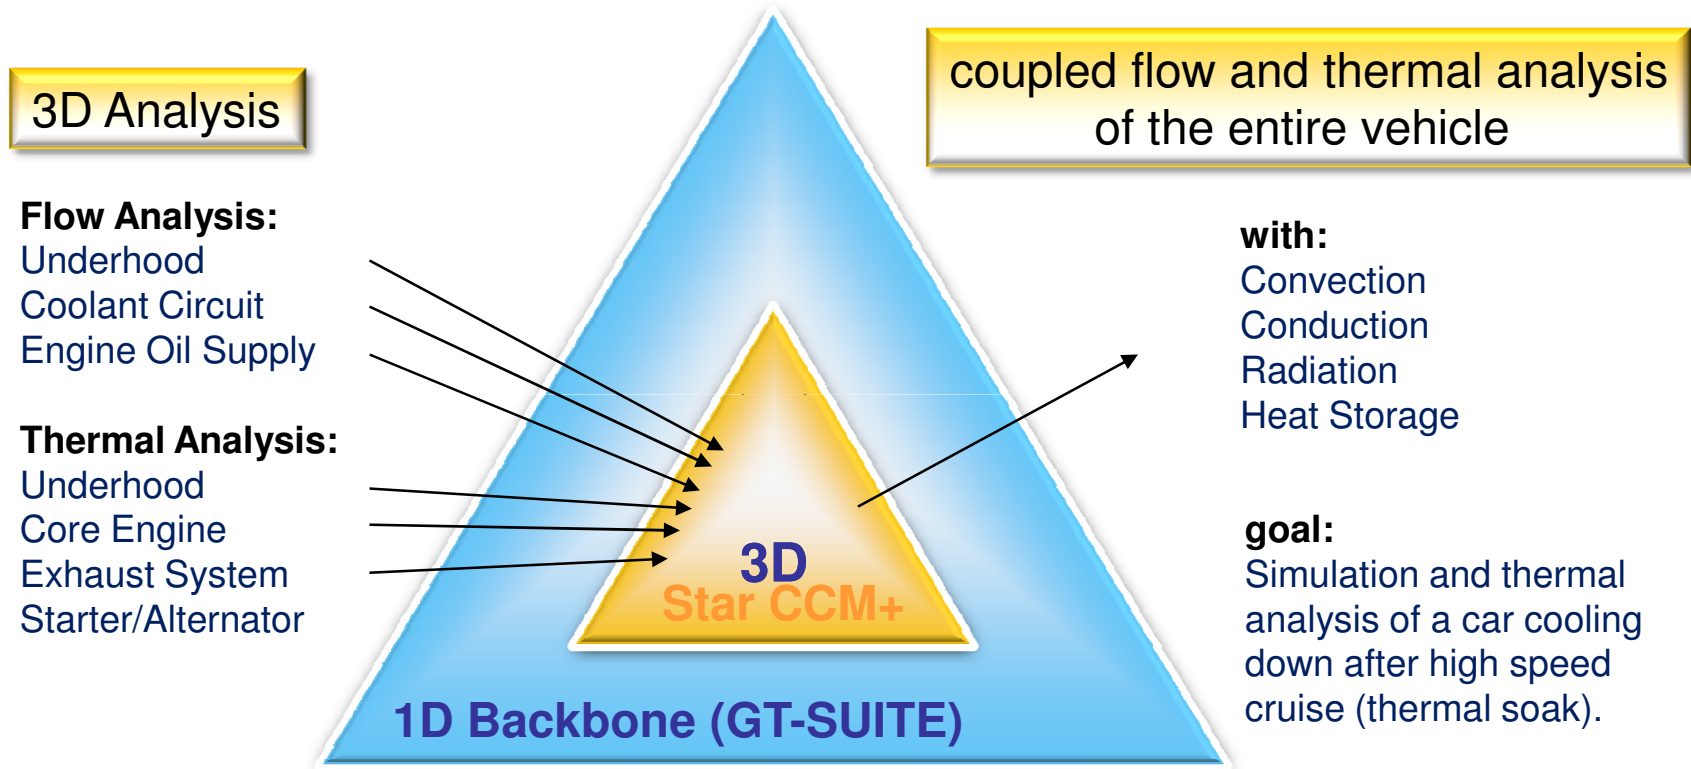 3D Analysis
Flow Analysis:
Underhood
Coolant Circuit
Engine Oil Supply
Thermal Analysis:
Underhood
Core Engine
Exhaust System
Starter/Alternator
3D
Star CCM+
1D Backbone (GT-SUITE)
coupled flow and thermal analysis
of the entire vehicle
with:
Convection
Conduction
Radiation
Heat Storage
goal:
Simulation and thermal
analysis of a car cooling
down after high speed
cruise (thermal soak).